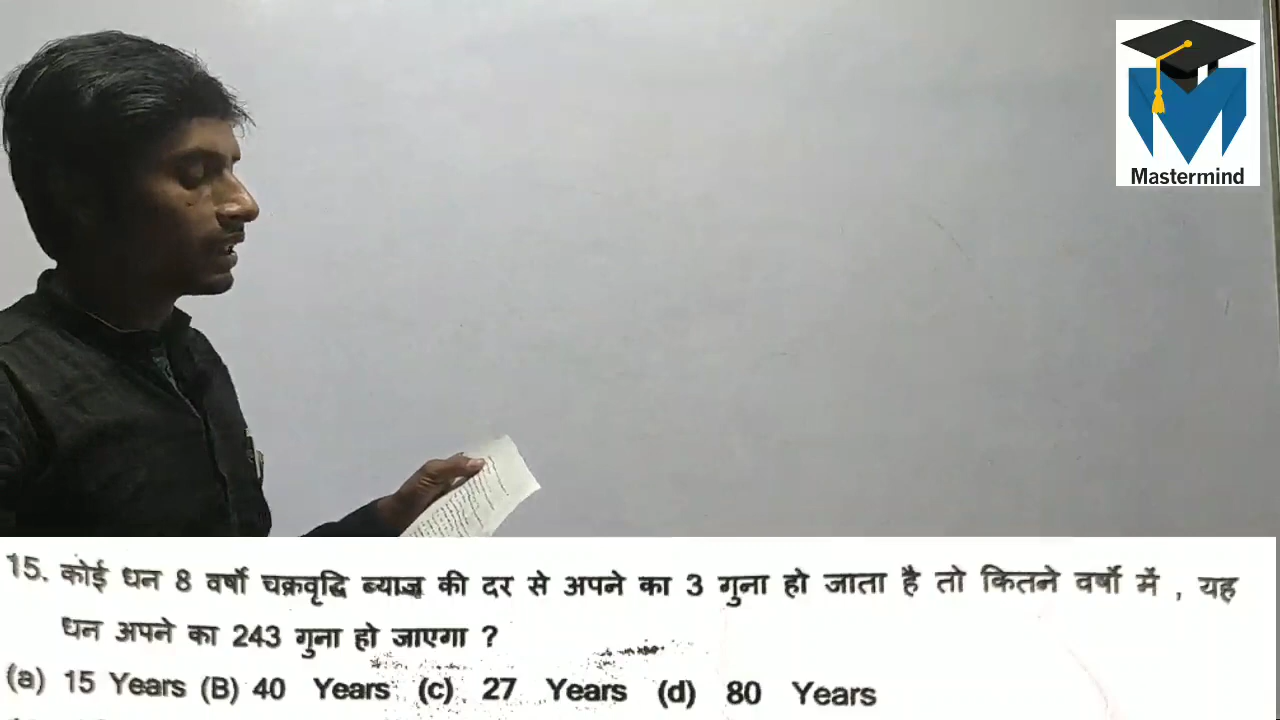 Mastermind
15. कोई धन 8 वर्षो चक्रवृद्धि ब्याज की दर से अपने का 3 गुना हो जाता है तो कितने वर्षो में , यह
धन अपने का 243 गुना हो जाएगा ?
(a) 15 Years (B) 40 Years (c) 27 Years (d) 80 Years